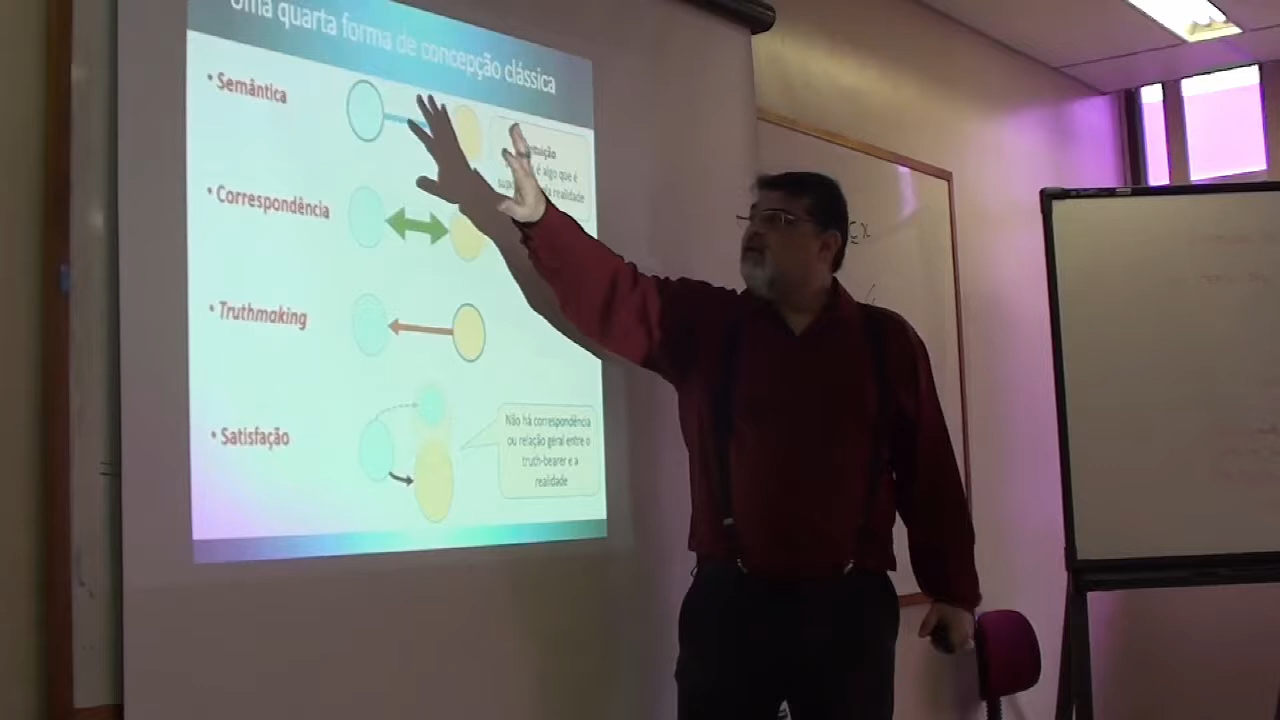 Uma quarta forma de concepção clássica
• Semântica
é algo que é
realidade
• Correspondência
• Truthmaking
• Satisfação
Não há correspondência
ou relação geral entre o
truth-bearer e a
realidade